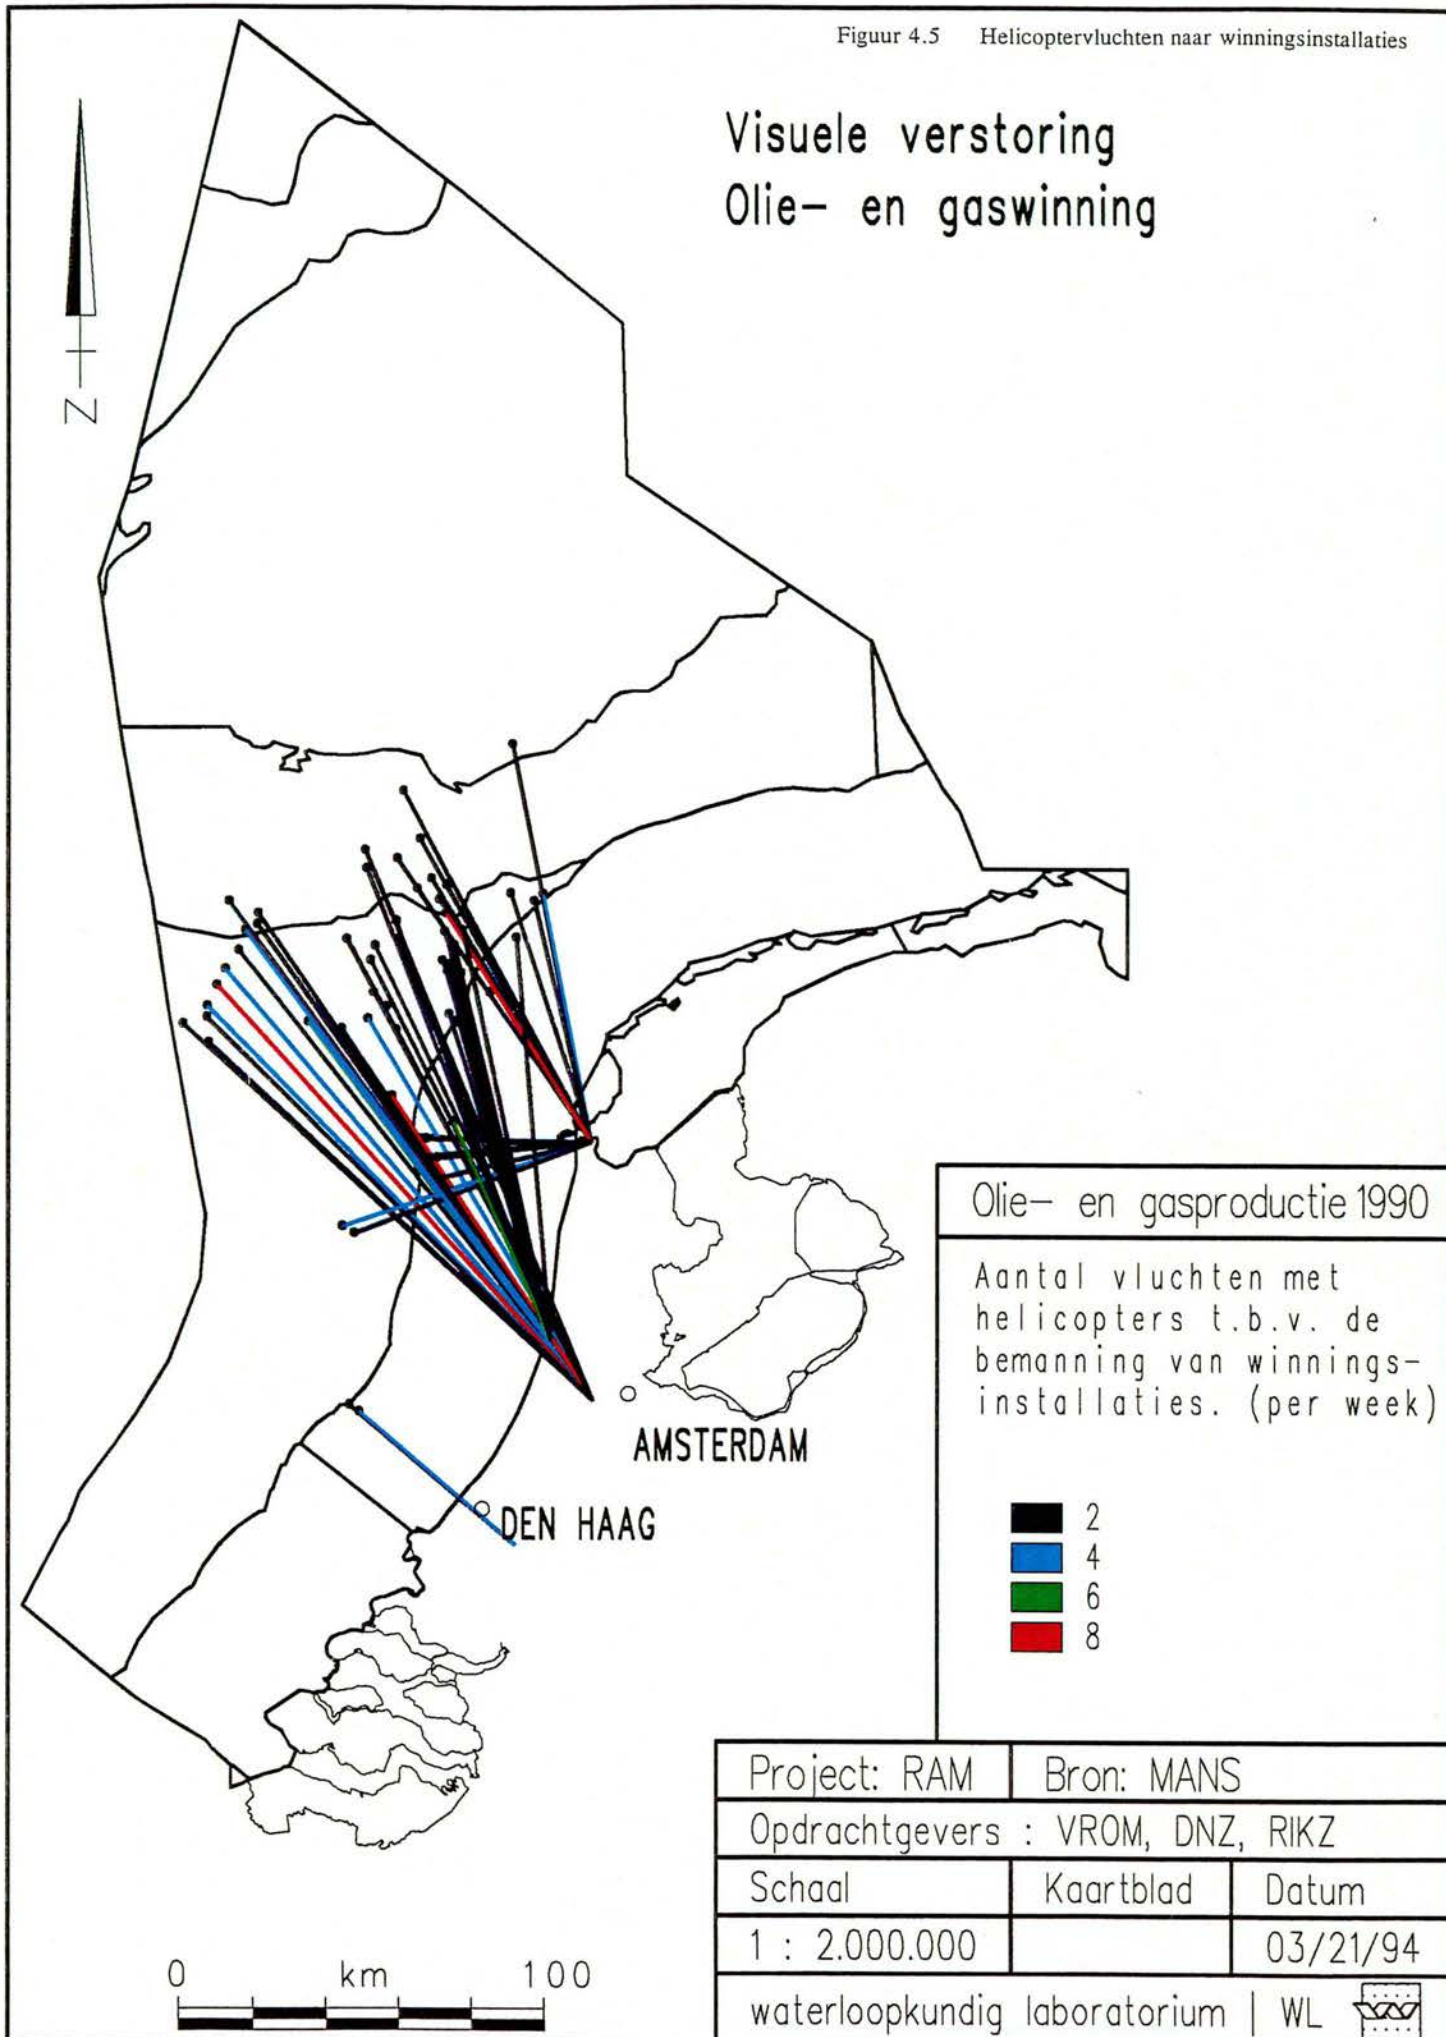 Figuur 4.5 Helicoptervluchten naar winningsinstallaties
Visuele verstoring
Olie- en gaswinning
N
AMSTERDAM
DEN HAAG
Olie- en gasproductie 1990
Aantal vluchten met
helicopters t.b.v. de
bemanning van winnings-
installaties. (per week)
2
4
6
8
Project: RAM Bron: MANS
Opdrachtgevers : VROM, DNZ, RIKZ
Schaal Kaartblad Datum
1 : 2.000.000 03/21/94
waterloopkundig laboratorium | WL
0 km 100